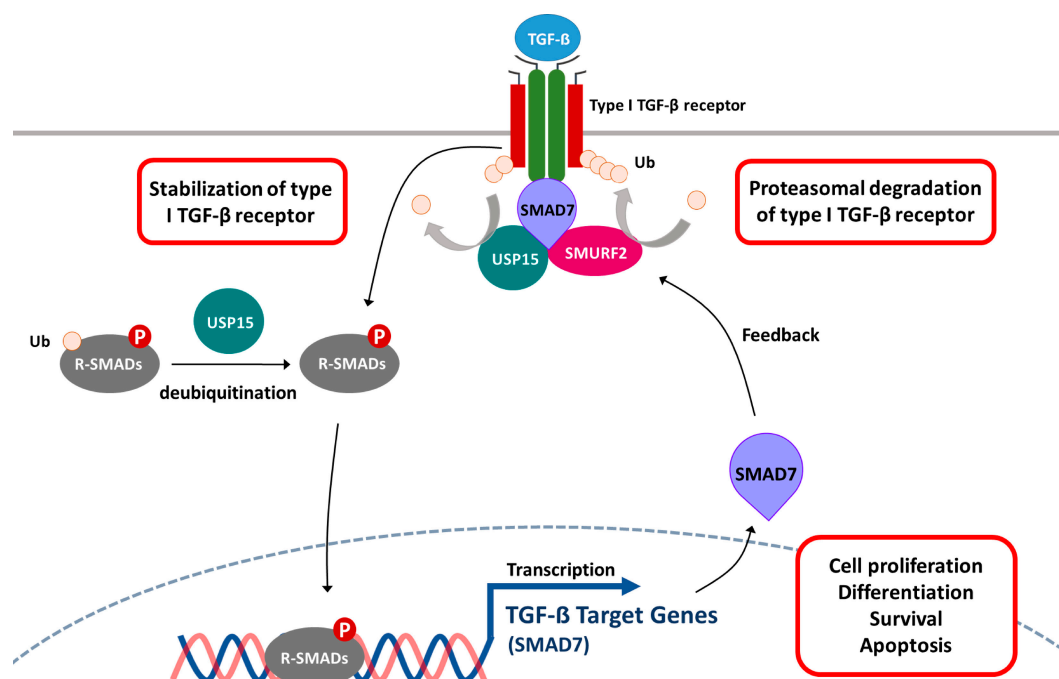 TGF-ß
Type I TGF-β receptor
Ub
Stabilization of type
I TGF-β receptor
Proteasomal degradation
of type I TGF-β receptor
SMAD7
USP15
SMURF2
USP15
Ub
P
R-SMADs
deubiquitination
P
R-SMADs
Feedback
SMAD7
Transcription
TGF-ß Target Genes
(SMAD7)
P
R-SMADs
Cell proliferation
Differentiation
Survival
Apoptosis